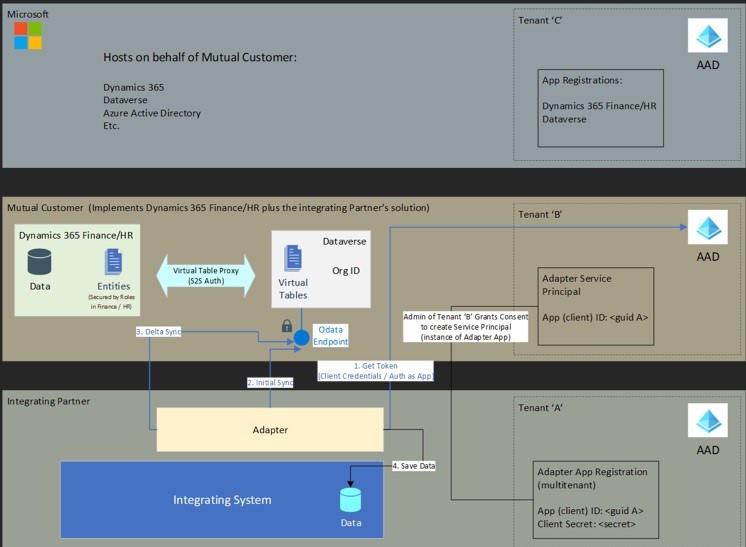 Microsoft
Hosts on behalf of Mutual Customer:
Dynamics 365
Dataverse
Azure Active Directory
Etc.
Tenant ‘C’
AAD
App Registrations:
Dynamics 365 Finance/HR
Dataverse
Mutual Customer (Implements Dynamics 365 Finance/HR plus the integrating Partner’s solution)
Dynamics 365 Finance/HR
Data
Entities
(Secured by Roles
in Finance / HR)
Virtual Table Proxy
(S2S Auth)
Dataverse
Org ID
Virtual
Tables
Odata
Endpoint
Tenant ‘B’
AAD
Adapter Service
Principal
App (client) ID: <guid A>
Admin of Tenant ‘B’ Grants Consent
to create Service Principal
(instance of Adapter App)
3. Delta Sync
1. Get Token
(Client Credentials / Auth as App)
2. Initial Sync
Integrating Partner
Adapter
4. Save Data
Integrating System
Data
Tenant ‘A’
AAD
Adapter App Registration
(multitenant)
App (client) ID: <guid A>
Client Secret: <secret>